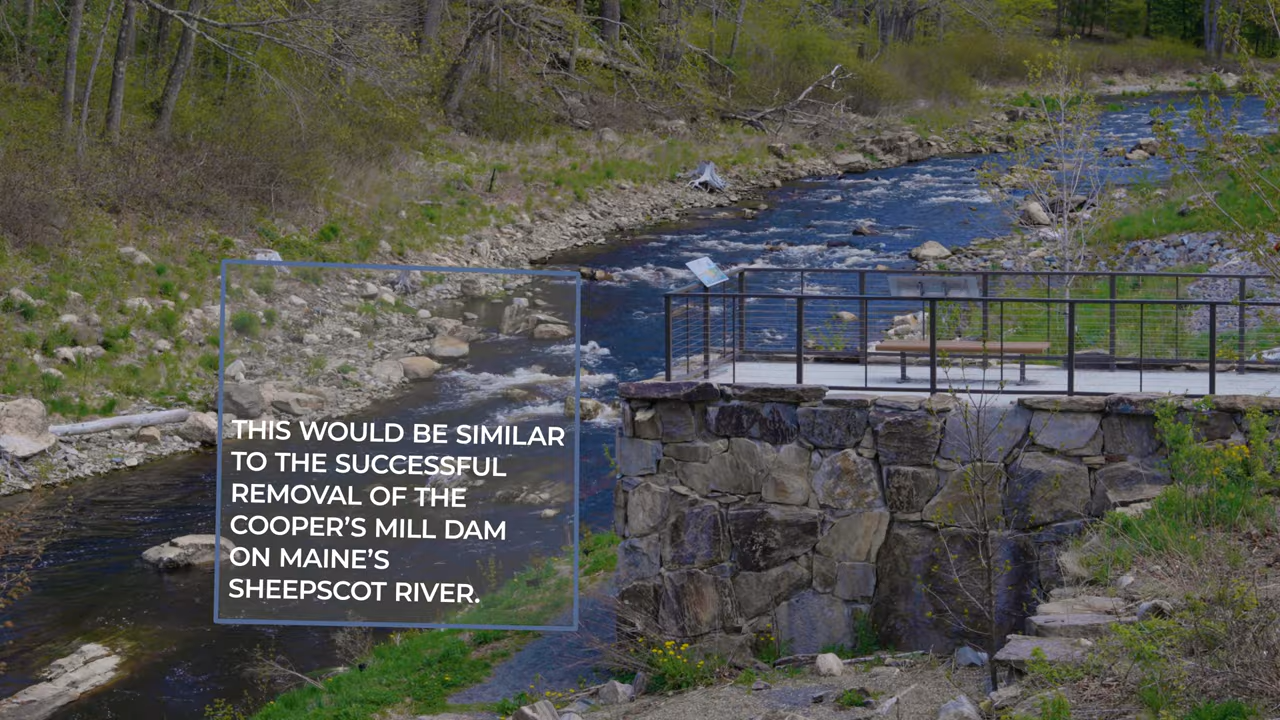 THIS WOULD BE SIMILAR
TO THE SUCCESSFUL
REMOVAL OF THE
COOPER'S MILL DAM
ON MAINE'S
SHEEPSCOT RIVER.